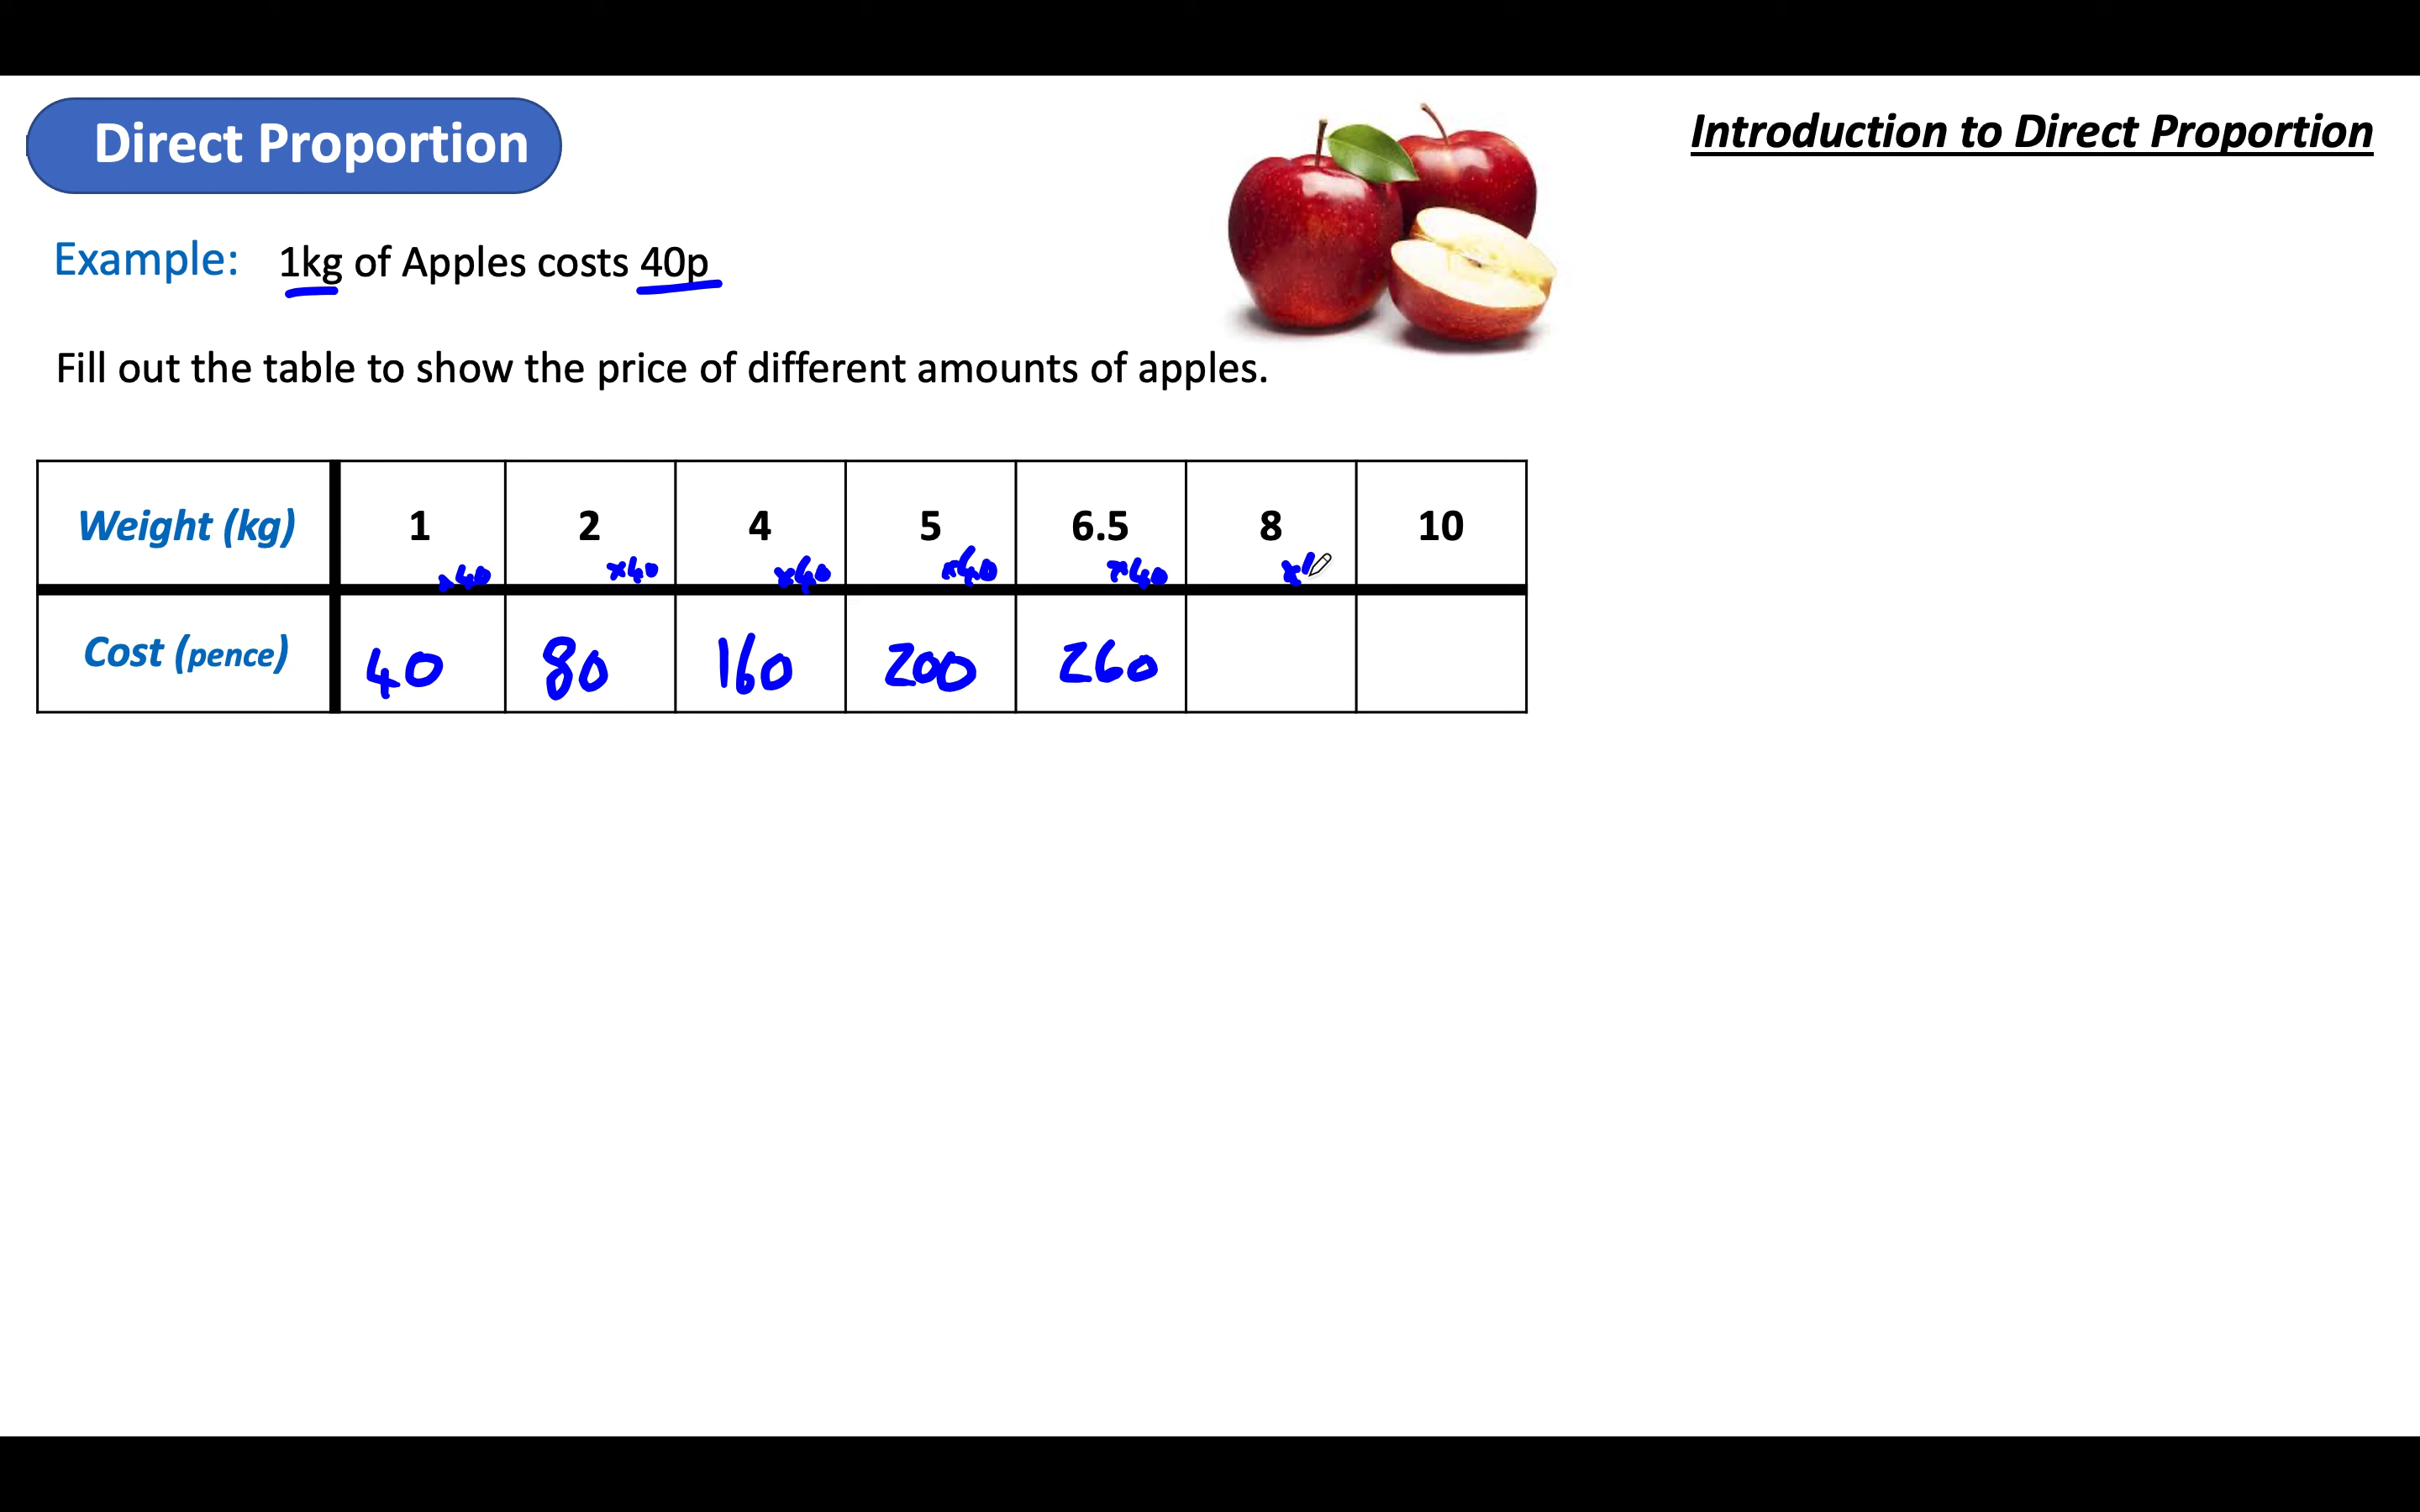 Direct Proportion
Introduction to Direct Proportion
Example: 1kg of Apples costs 40p
Fill out the table to show the price of different amounts of apples.
Weight (kg) 1 2 4 5 6.5 8 10
×40 ×40 ×40 ×40 ×40 ×
Cost (pence) 40 80 160 200 260